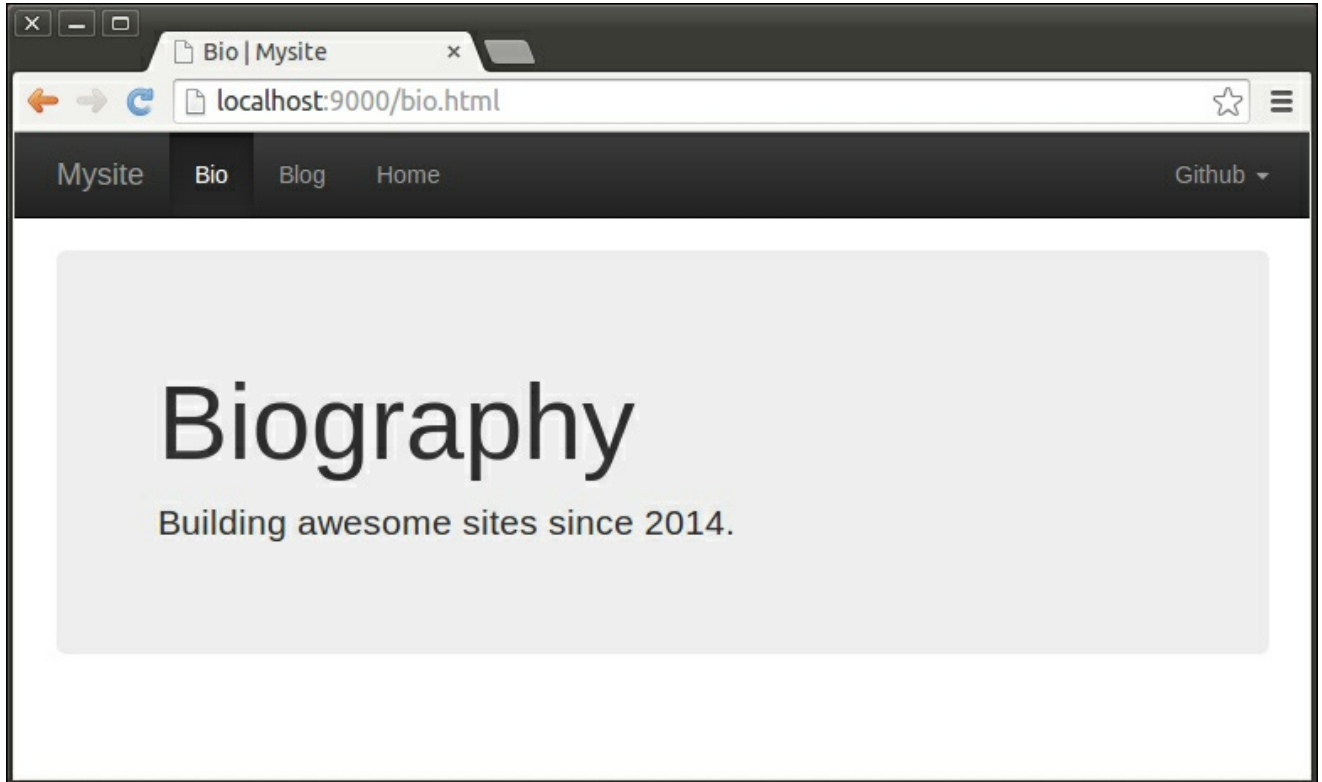 Bio | Mysite
localhost:9000/bio.html
Mysite Bio Blog Home Github
Biography
Building awesome sites since 2014.